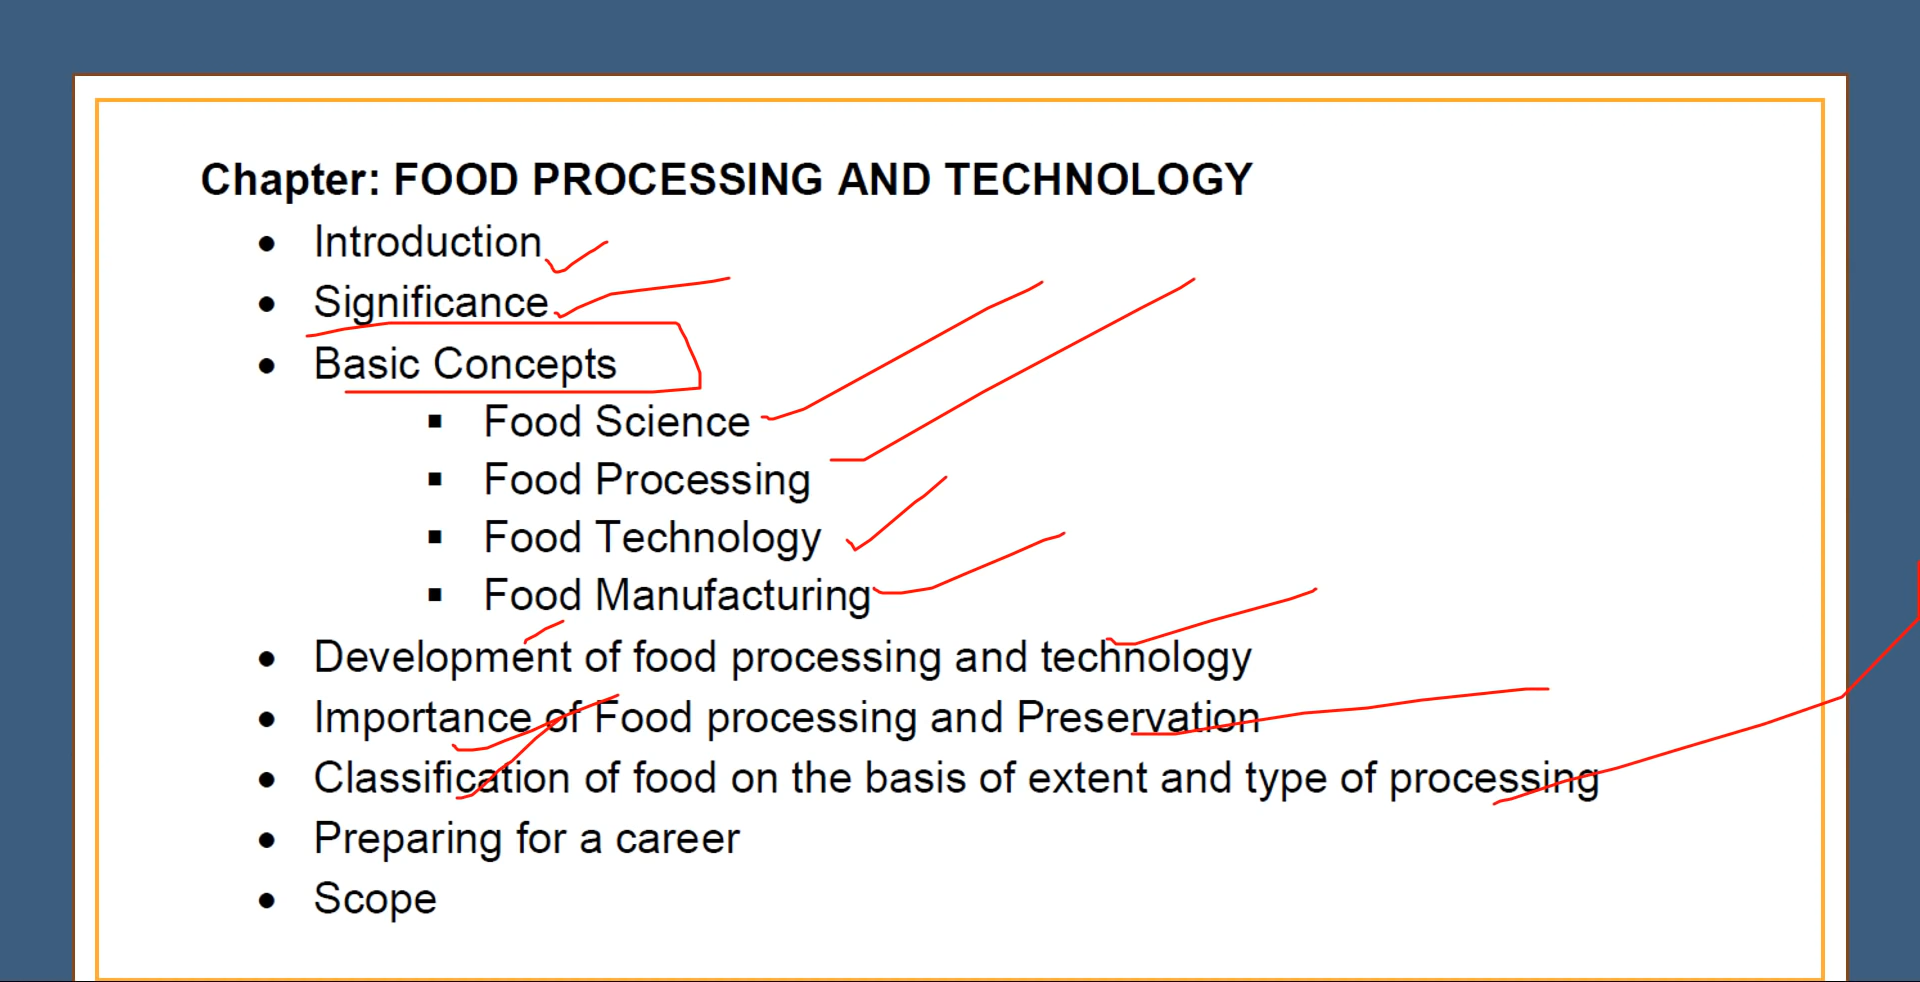 Chapter: FOOD PROCESSING AND TECHNOLOGY
● Introduction
● Significance
● Basic Concepts
▪ Food Science
▪ Food Processing
▪ Food Technology
▪ Food Manufacturing
● Development of food processing and technology
● Importance of Food processing and Preservation
● Classification of food on the basis of extent and type of processing
● Preparing for a career
● Scope